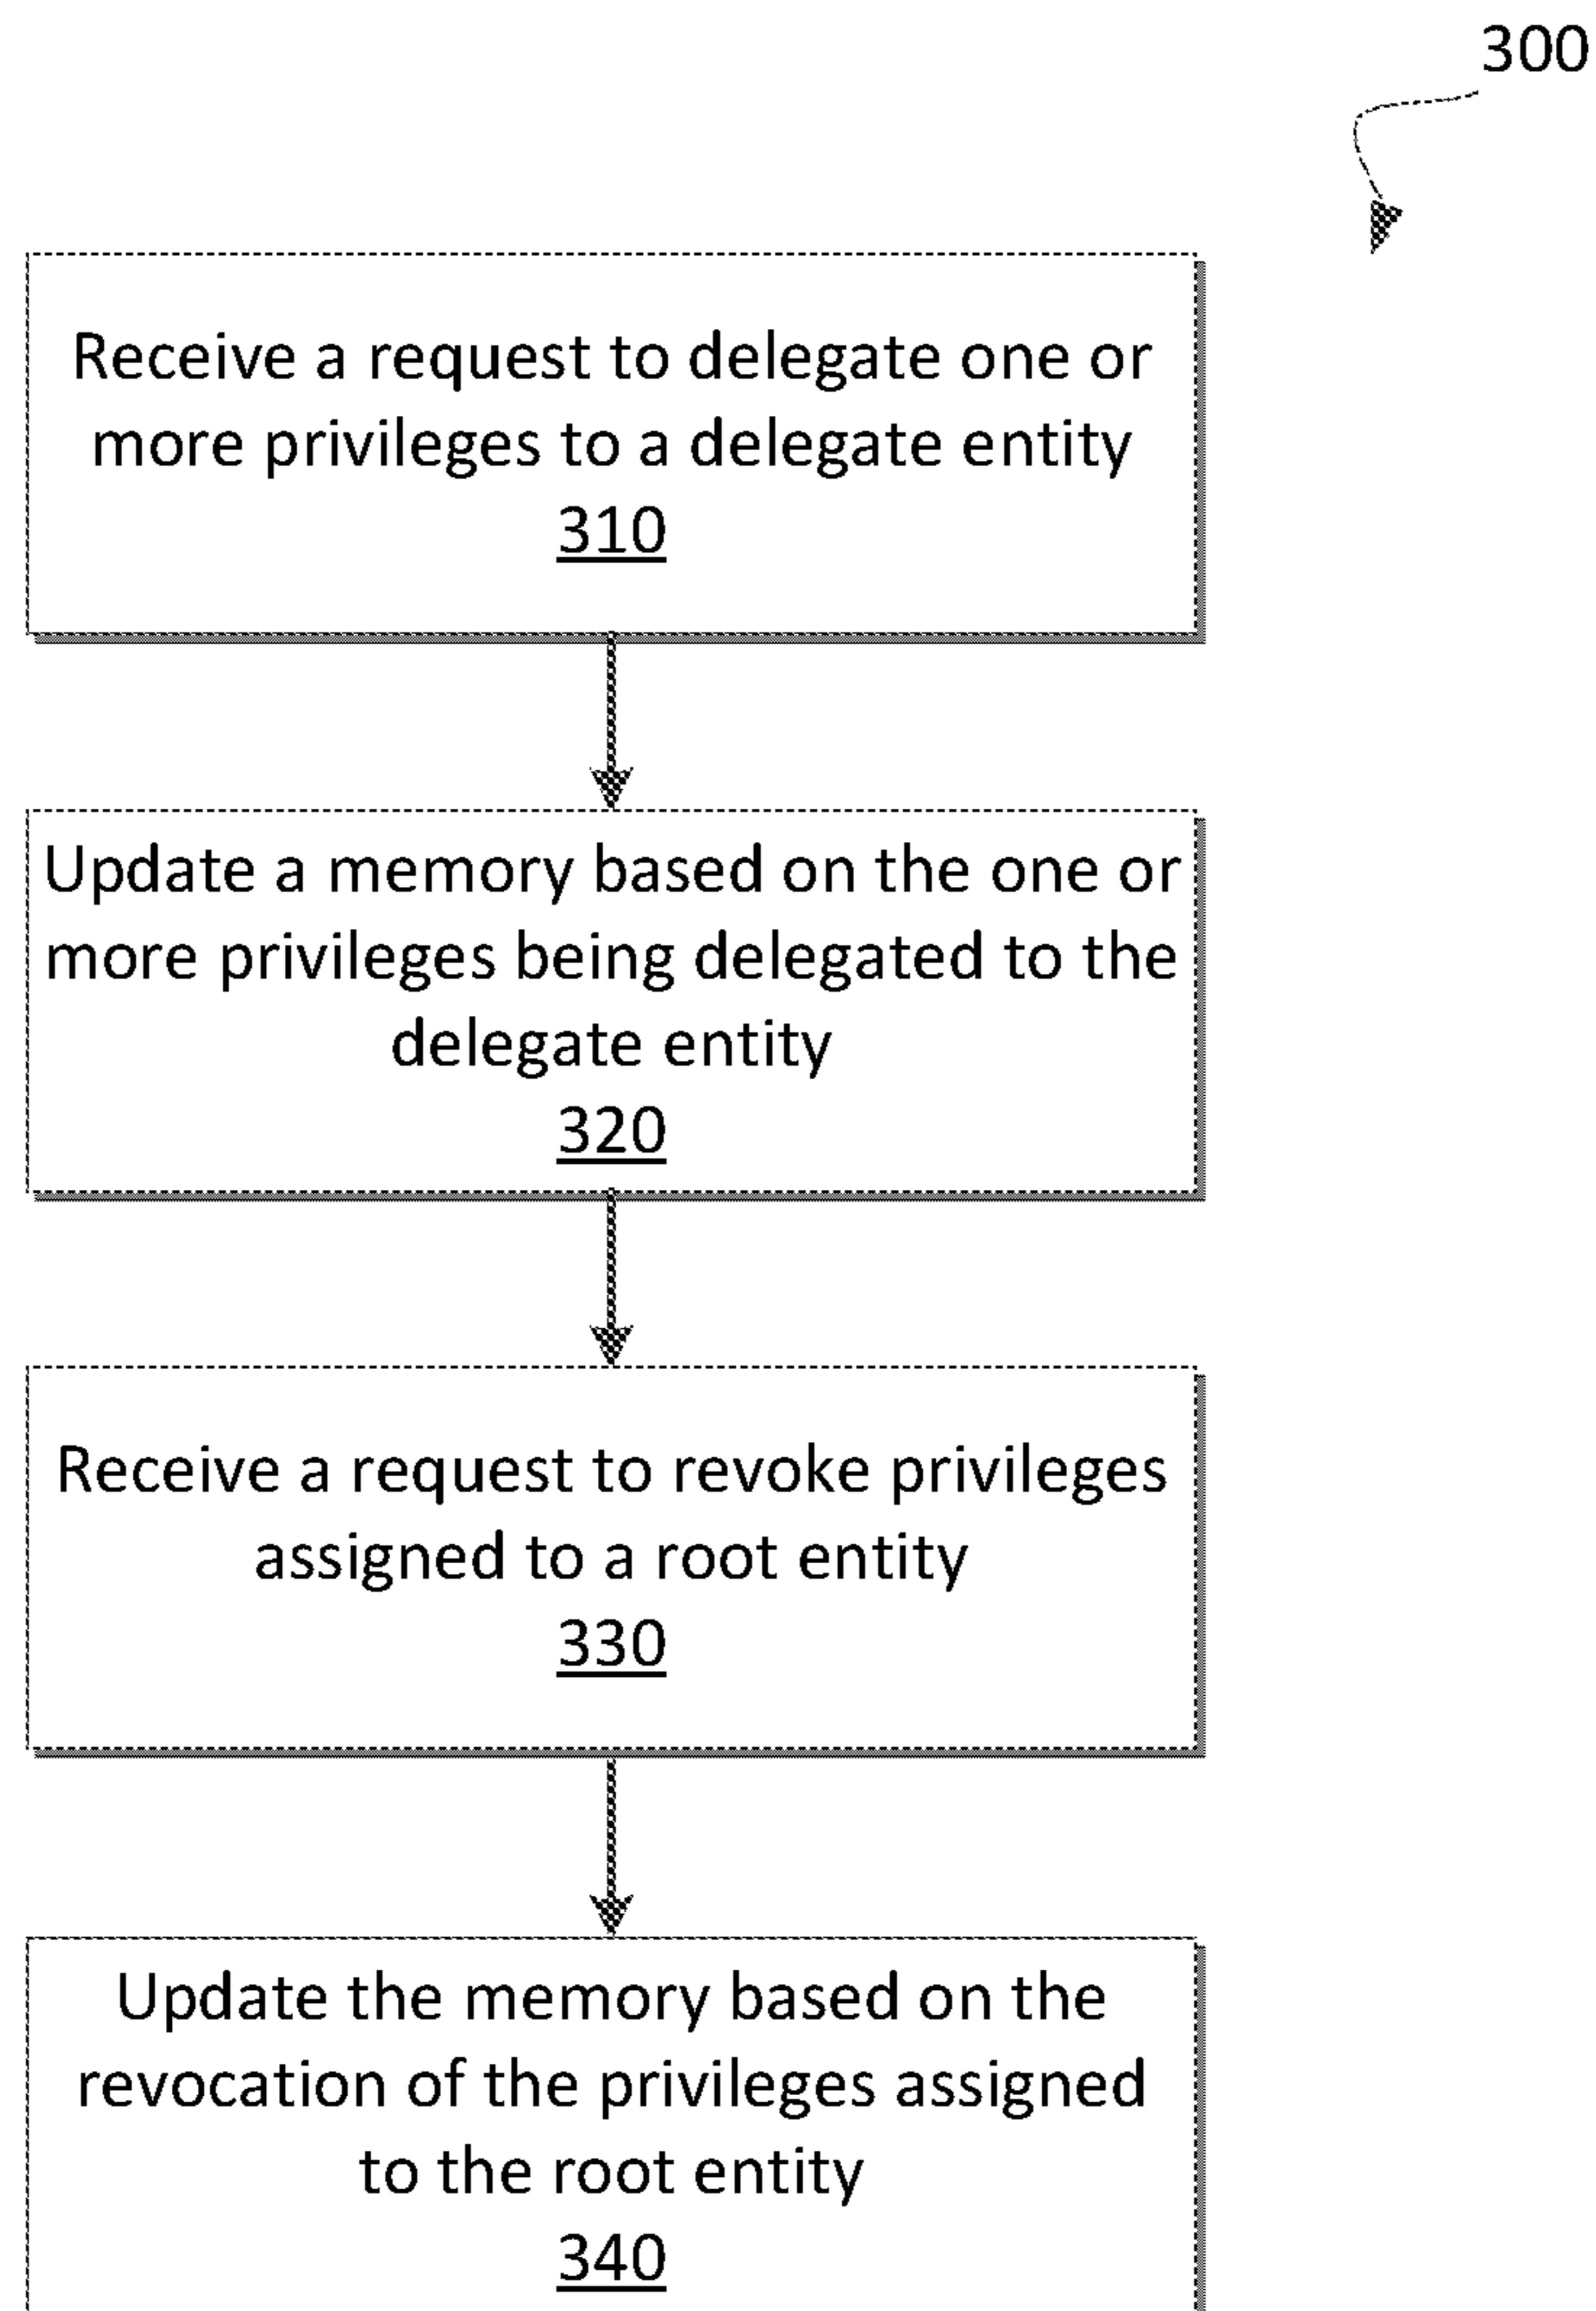 300
Receive a request to delegate one or
more privileges to a delegate entity
310
Update a memory based on the one or
more privileges being delegated to the
delegate entity
320
Receive a request to revoke privileges
assigned to a root entity
330
Update the memory based on the
revocation of the privileges assigned
to the root entity
340